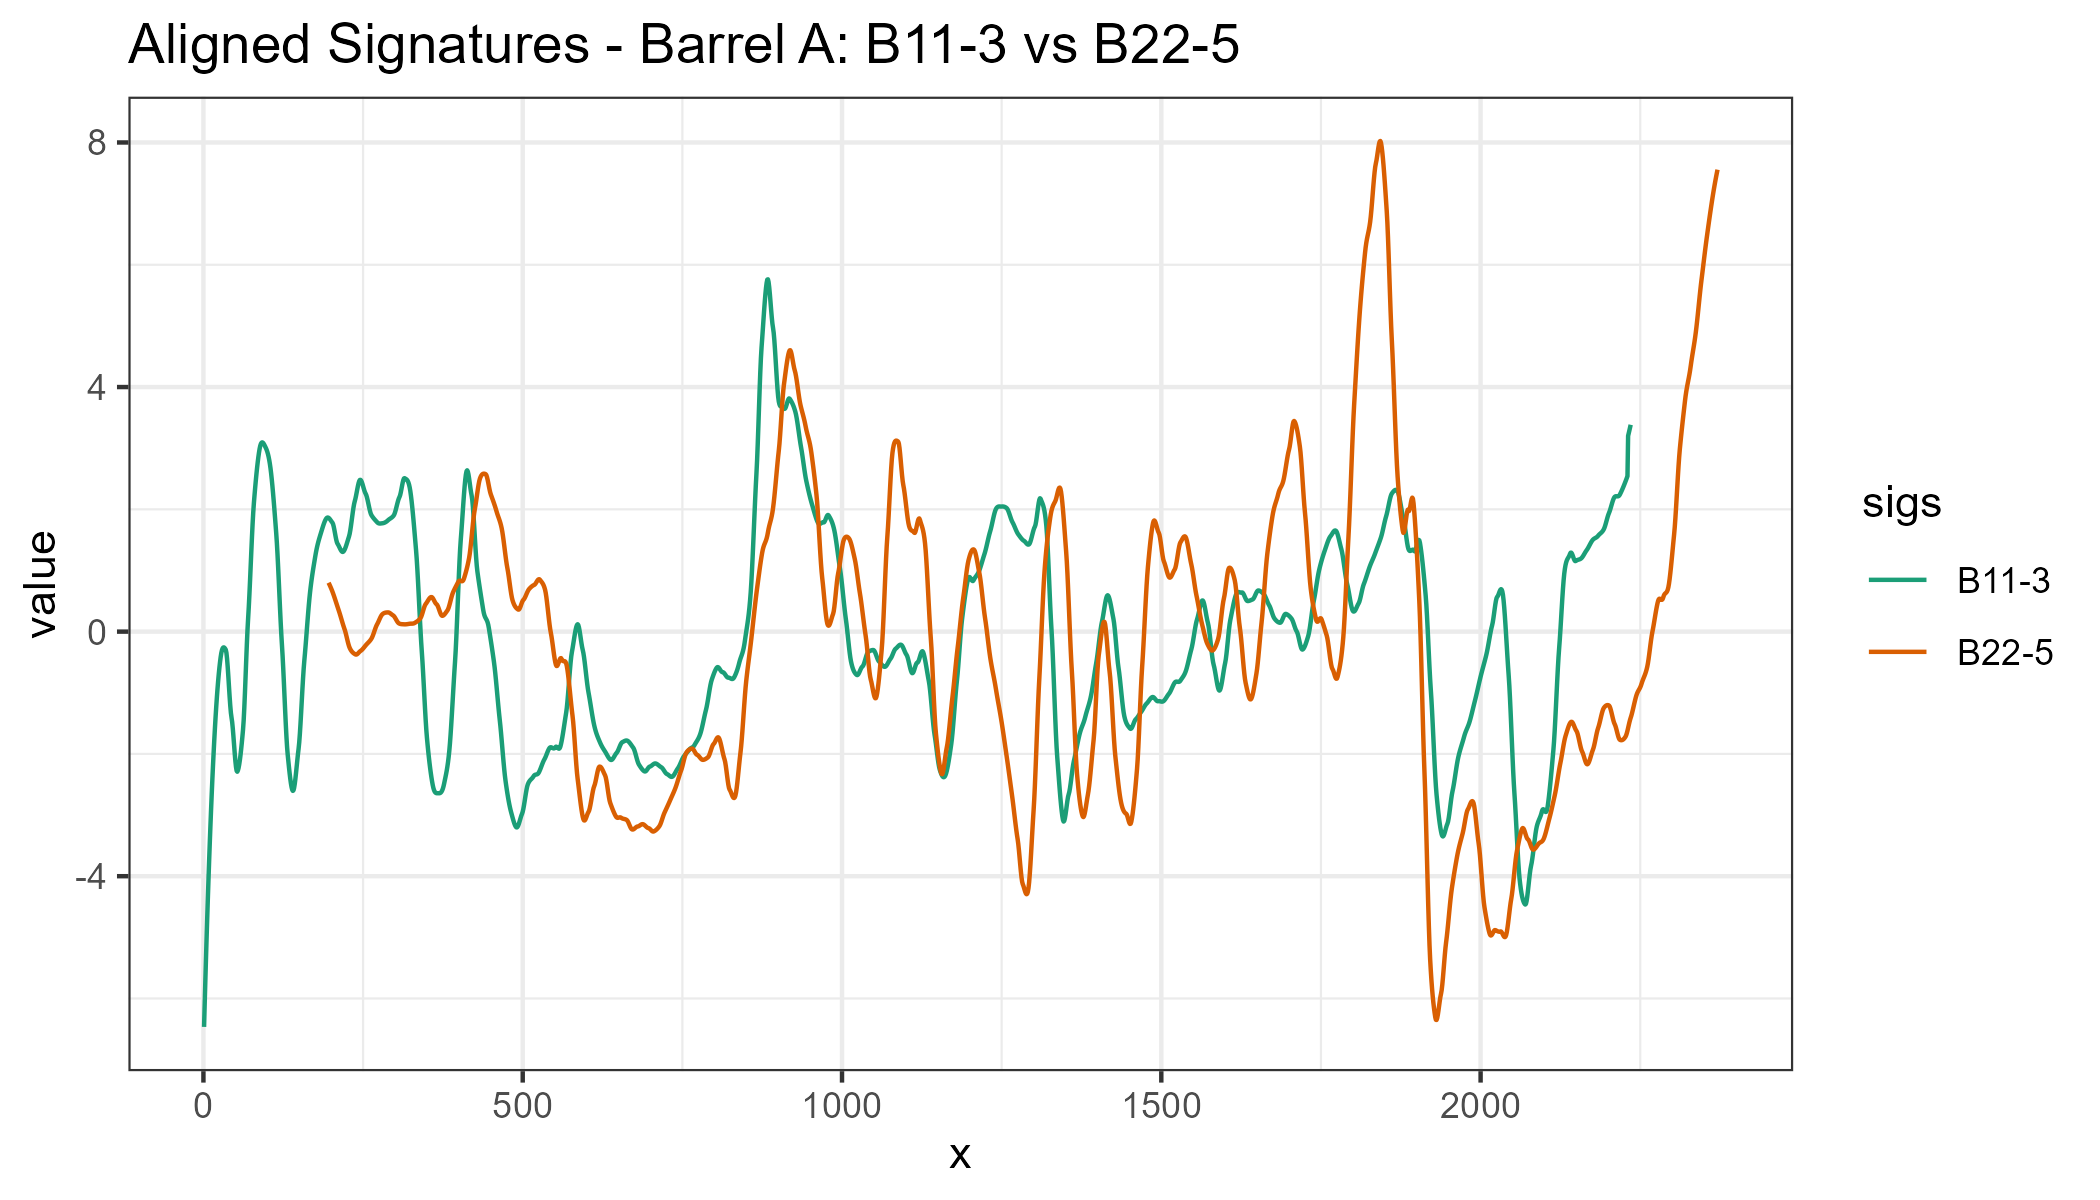 Aligned Signatures - Barrel A: B11-3 vs B22-5
value
8
4
0
-4
0 500 1000 1500 2000
x
sigs
B11-3
B22-5